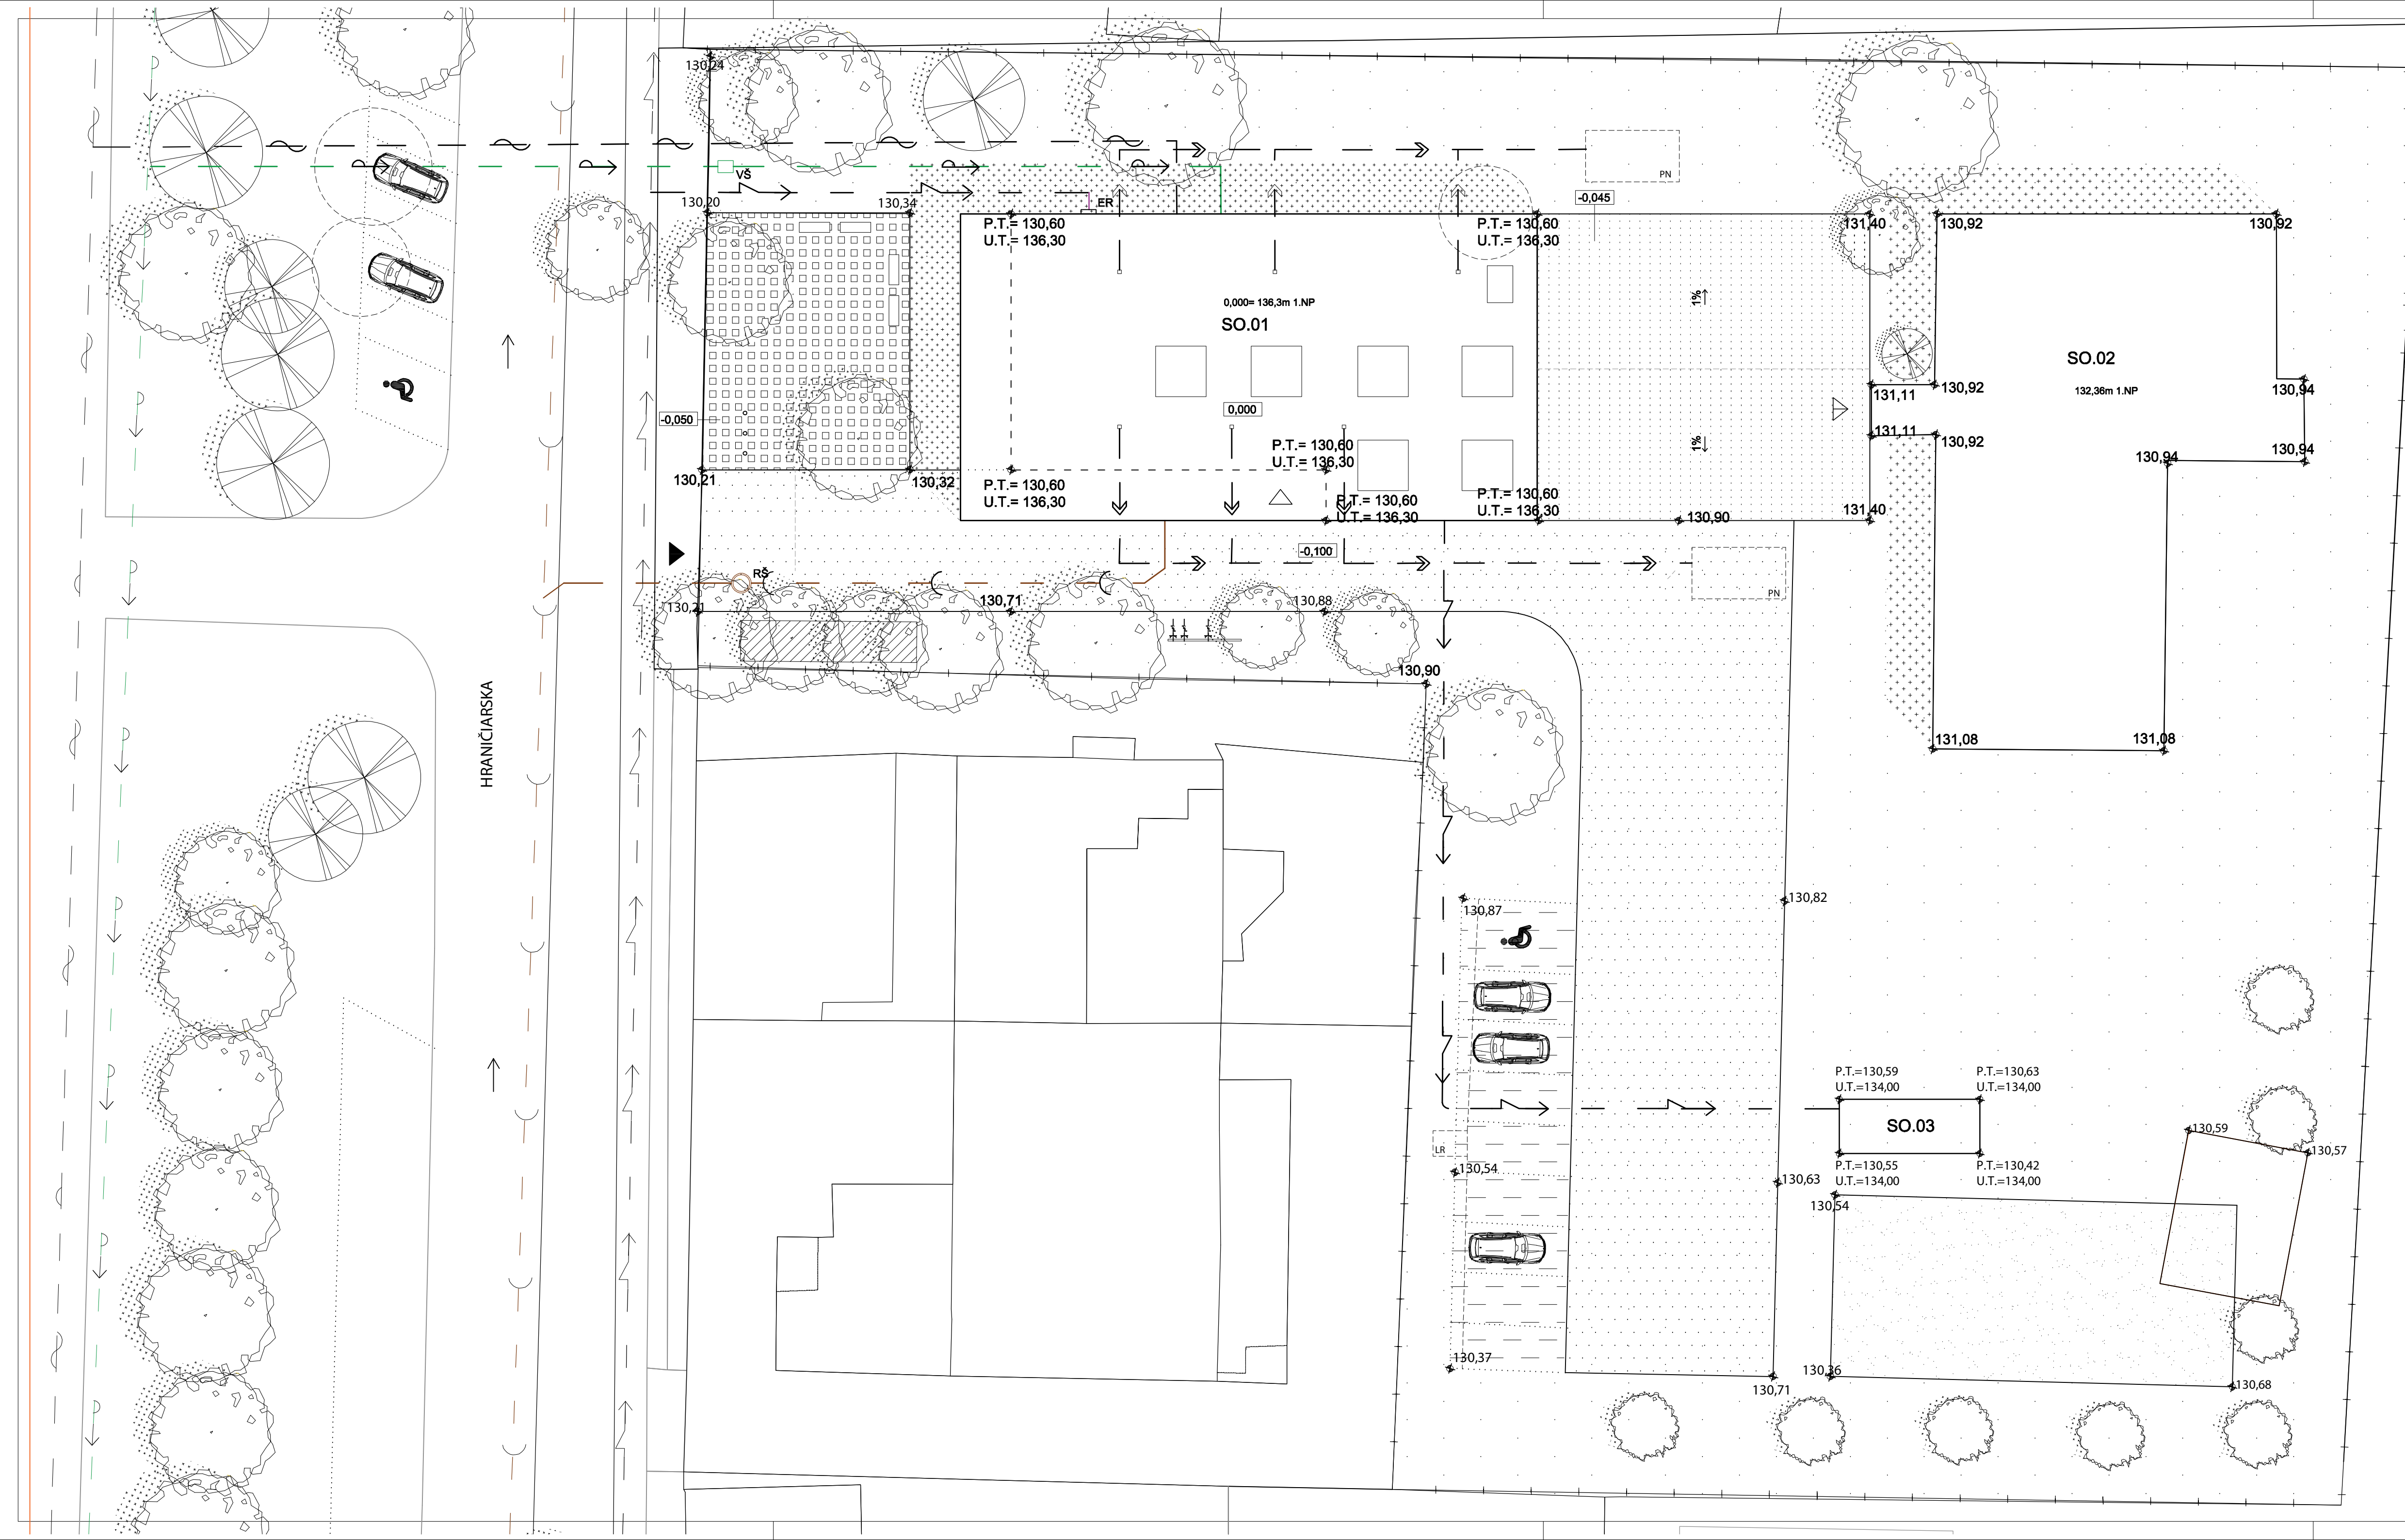 130,24
VŠ
PN
130,20
130,34
ER
-0,045
P.T.= 130,60
U.T.= 136,30
P.T.= 130,60
U.T.= 136,30
131,40
130,92
130,92
0,000= 136,3m 1.NP
SO.01
1%
SO.02
132,36m 1.NP
131,11
130,92
130,94
-0,050
0,000
131,11
130,92
1%
P.T.= 130,60
U.T.= 136,30
130,94
130,94
130,21
130,32
P.T.= 130,60
U.T.= 136,30
P.T.= 130,60
U.T.= 136,30
P.T.= 130,60
U.T.= 136,30
130,90
131,40
-0,100
RŠ
PN
130,21
130,71
130,88
130,90
HRANIČIARSKA
131,08
131,08
130,87
130,82
P.T.=130,59
U.T.=134,00
P.T.=130,63
U.T.=134,00
SO.03
130,59
LR
130,57
130,54
P.T.=130,55
U.T.=134,00
P.T.=130,42
U.T.=134,00
130,63
130,54
130,37
130,36
130,71
130,68